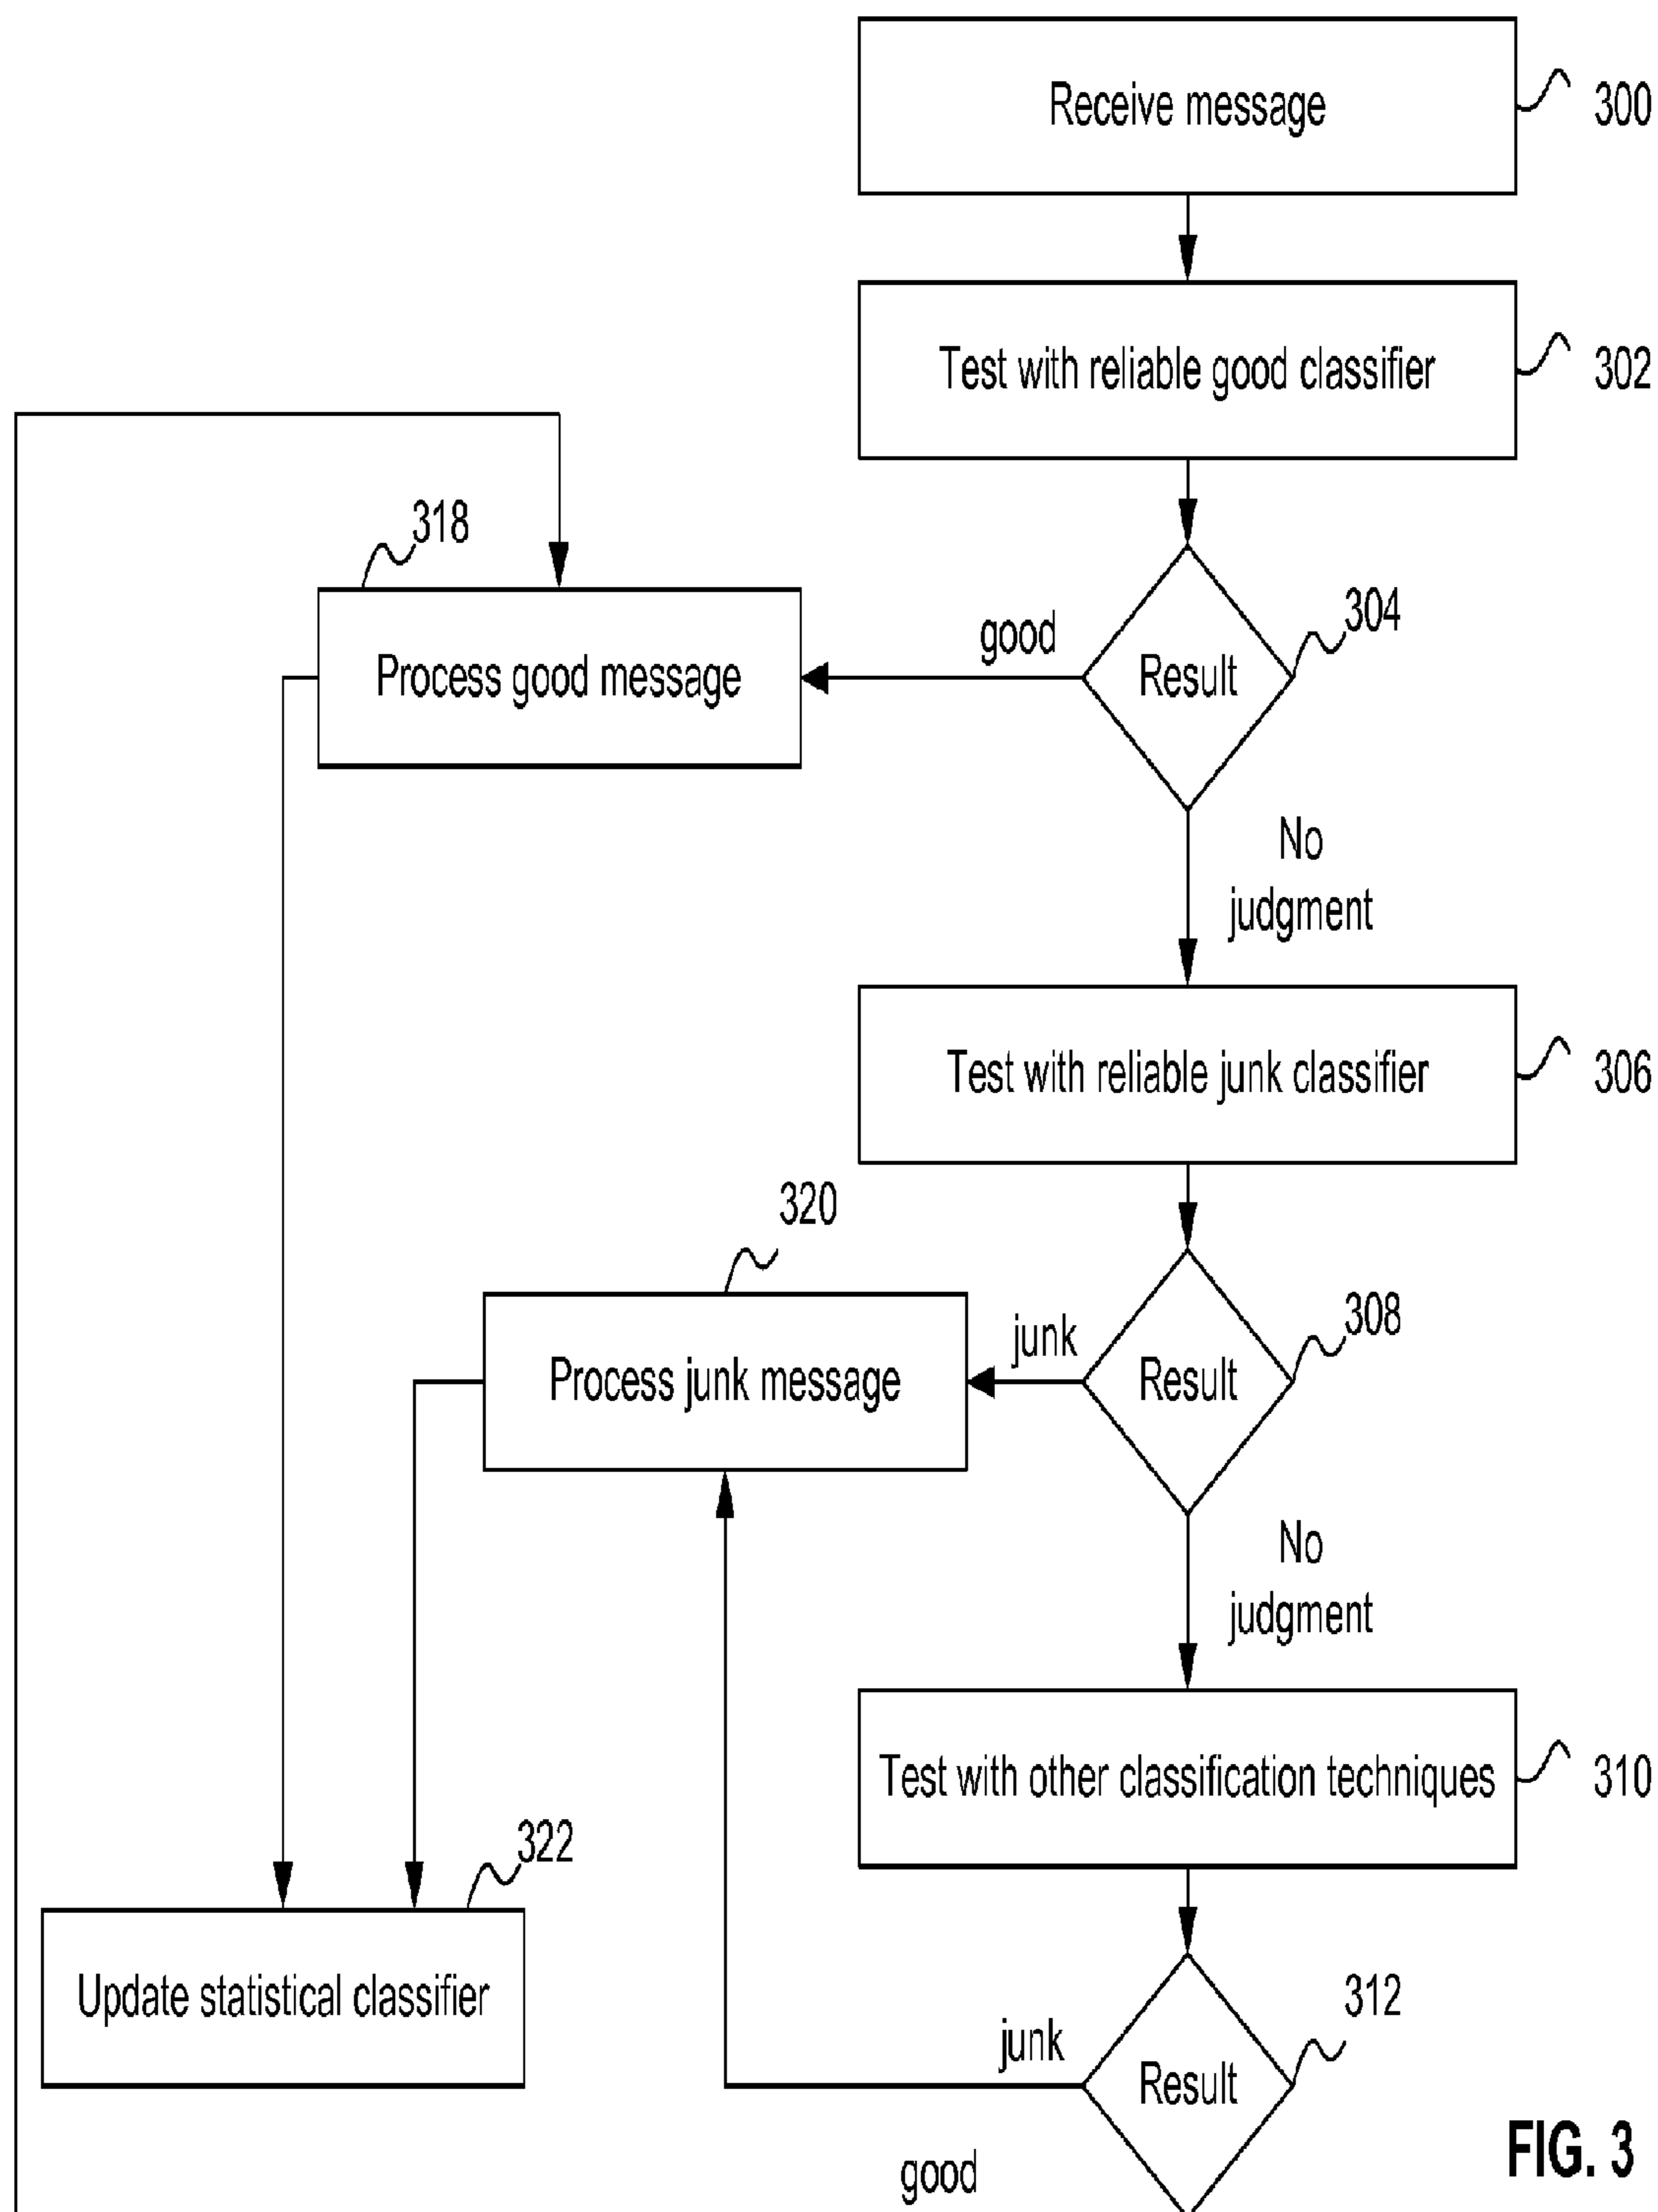 Receive message
300
Test with reliable good classifier
302
318
304
good
Process good message
Result
No
judgment
Test with reliable junk classifier
306
320
308
junk
Process junk message
Result
No
judgment
Test with other classification techniques
310
322
312
Update statistical classifier
junk
Result
good
FIG. 3